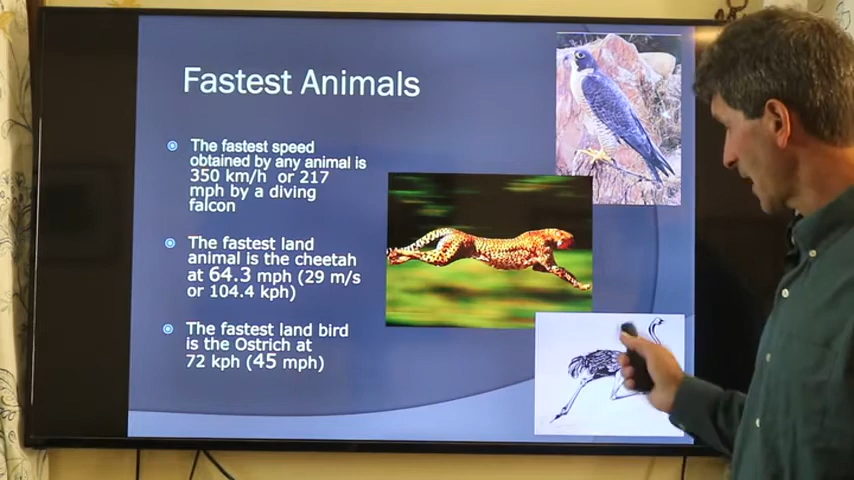 Fastest Animals
The fastest speed
obtained by any animal is
350 km/h or 217
mph by a diving
falcon
The fastest land
animal is the cheetah
at 64.3 mph (29 m/s
or 104.4 kph)
The fastest land bird
is the Ostrich at
72 kph (45 mph)